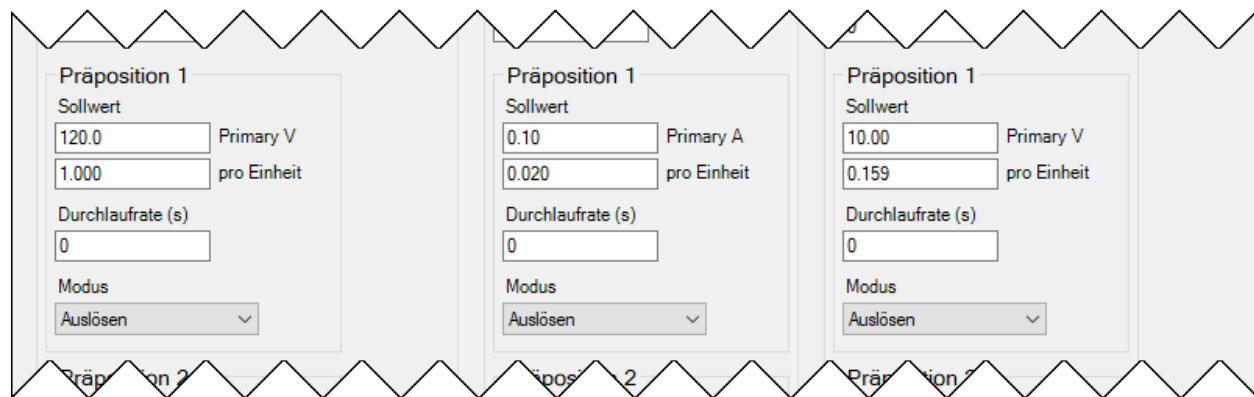 Präposition 1
Sollwert
120.0 Primary V
1.000 pro Einheit
Durchlaufrate (s)
0
Modus
Auslösen
Präposition 1
Sollwert
0.10 Primary A
0.020 pro Einheit
Durchlaufrate (s)
0
Modus
Auslösen
Präposition 1
Sollwert
10.00 Primary V
0.159 pro Einheit
Durchlaufrate (s)
0
Modus
Auslösen